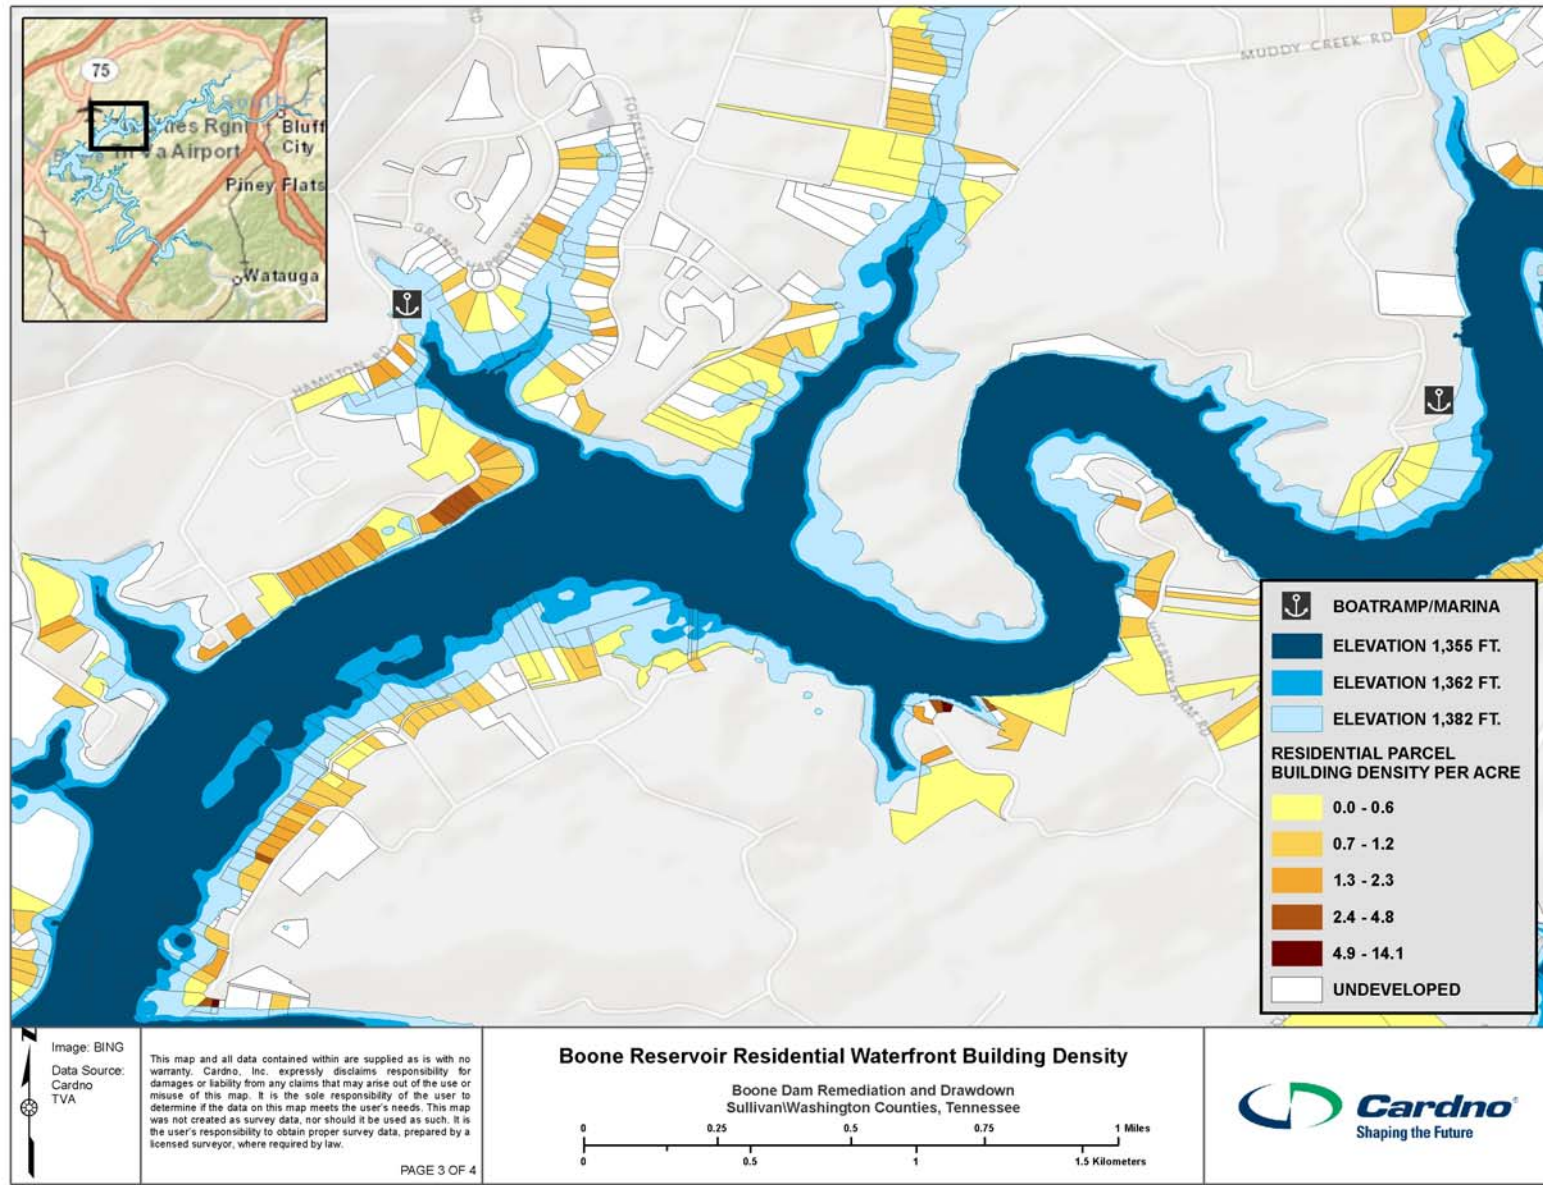 RD
75
Bluff
City
Va Airport
Piney Flats
Watauga
MUDDY CREEK RD
GRANDE HARBOR WAY
HAMILTON RD
BOATRAMP/MARINA
ELEVATION 1,355 FT.
ELEVATION 1,362 FT.
ELEVATION 1,382 FT.
RESIDENTIAL PARCEL
BUILDING DENSITY PER ACRE
0.0 - 0.6
0.7 - 1.2
1.3 - 2.3
2.4 - 4.8
4.9 - 14.1
UNDEVELOPED
N
Image: BING
Data Source:
Cardno
TVA
This map and all data contained within are supplied as is with no
warranty. Cardno, Inc. expressly disclaims responsibility for
damages or liability from any claims that may arise out of the use or
misuse of this map. It is the sole responsibility of the user to
determine if the data on this map meets the user's needs. This map
was not created as survey data, nor should it be used as such. It is
the user's responsibility to obtain proper survey data, prepared by a
licensed surveyor, where required by law.
PAGE 3 OF 4
Boone Reservoir Residential Waterfront Building Density
Boone Dam Remediation and Drawdown
Sullivan\Washington Counties, Tennessee
0 0.25 0.5 0.75 1 Miles
0 0.5 1 1.5 Kilometers
Cardno®
Shaping the Future